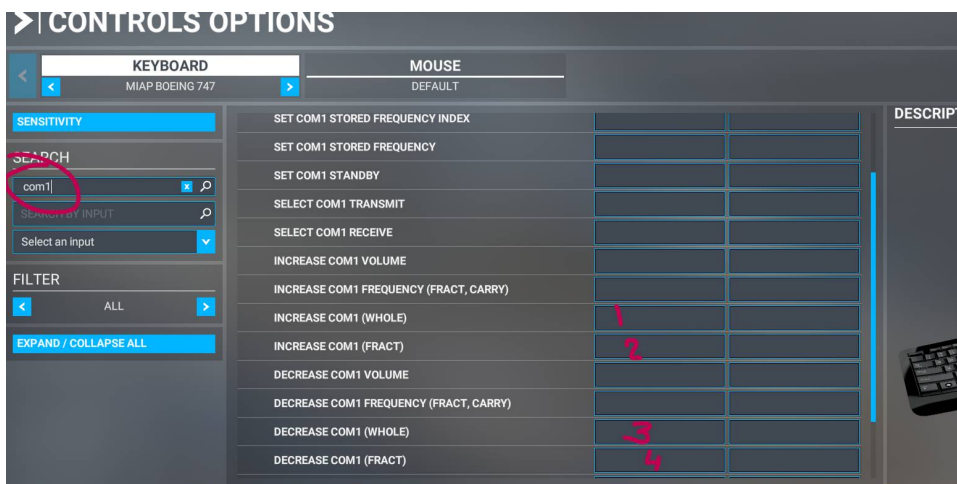 > CONTROLS OPTIONS
< KEYBOARD MOUSE
< MIAP BOEING 747 > DEFAULT
SENSITIVITY
SEARCH
com1 x
SEARCH BY INPUT
Select an input
FILTER
< ALL >
EXPAND / COLLAPSE ALL
SET COM1 STORED FREQUENCY INDEX
SET COM1 STORED FREQUENCY
SET COM1 STANDBY
SELECT COM1 TRANSMIT
SELECT COM1 RECEIVE
INCREASE COM1 VOLUME
INCREASE COM1 FREQUENCY (FRACT, CARRY)
INCREASE COM1 (WHOLE) 1
INCREASE COM1 (FRACT) 2
DECREASE COM1 VOLUME
DECREASE COM1 FREQUENCY (FRACT, CARRY)
DECREASE COM1 (WHOLE) 3
DECREASE COM1 (FRACT) 4
DESCRIPT